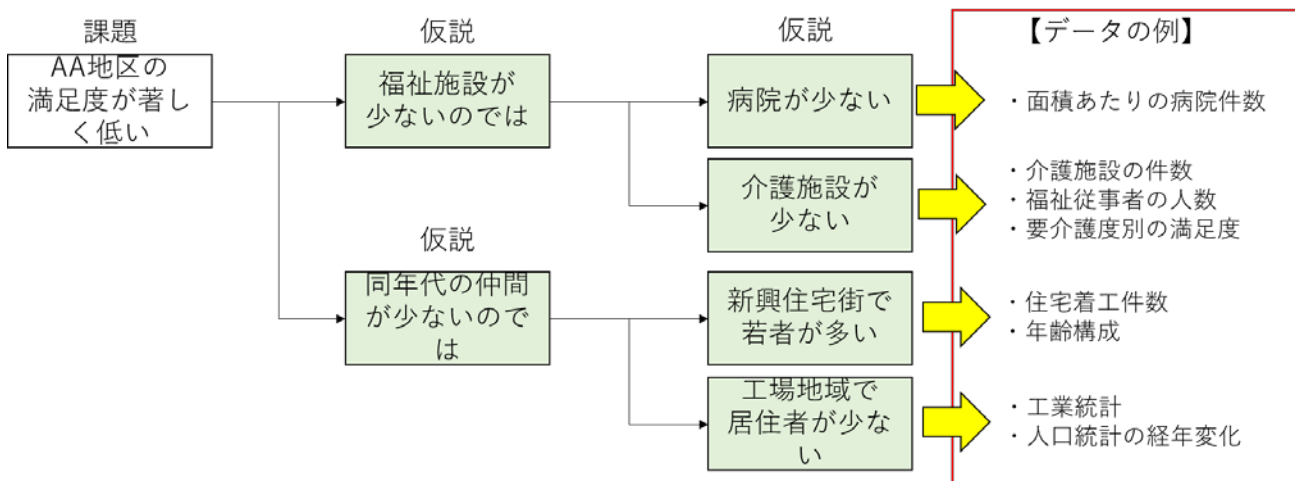 課題
AA地区の
満足度が著し
く低い
仮説
福祉施設が
少ないのでは
仮説
同年代の仲間
が少ないので
は
仮説
病院が少ない
介護施設が
少ない
新興住宅街で
若者が多い
工場地域で
居住者が少な
い
【データの例】
・面積あたりの病院件数
・介護施設の件数
・福祉従事者の人数
・要介護度別の満足度
・住宅着工件数
・年齢構成
・工業統計
・人口統計の経年変化